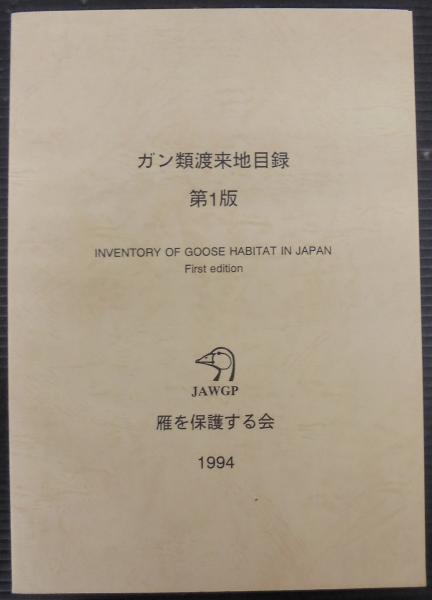 ガン類渡来地目録
第1版
INVENTORY OF GOOSE HABITAT IN JAPAN
First edition
JAWGP
雁を保護する会
1994